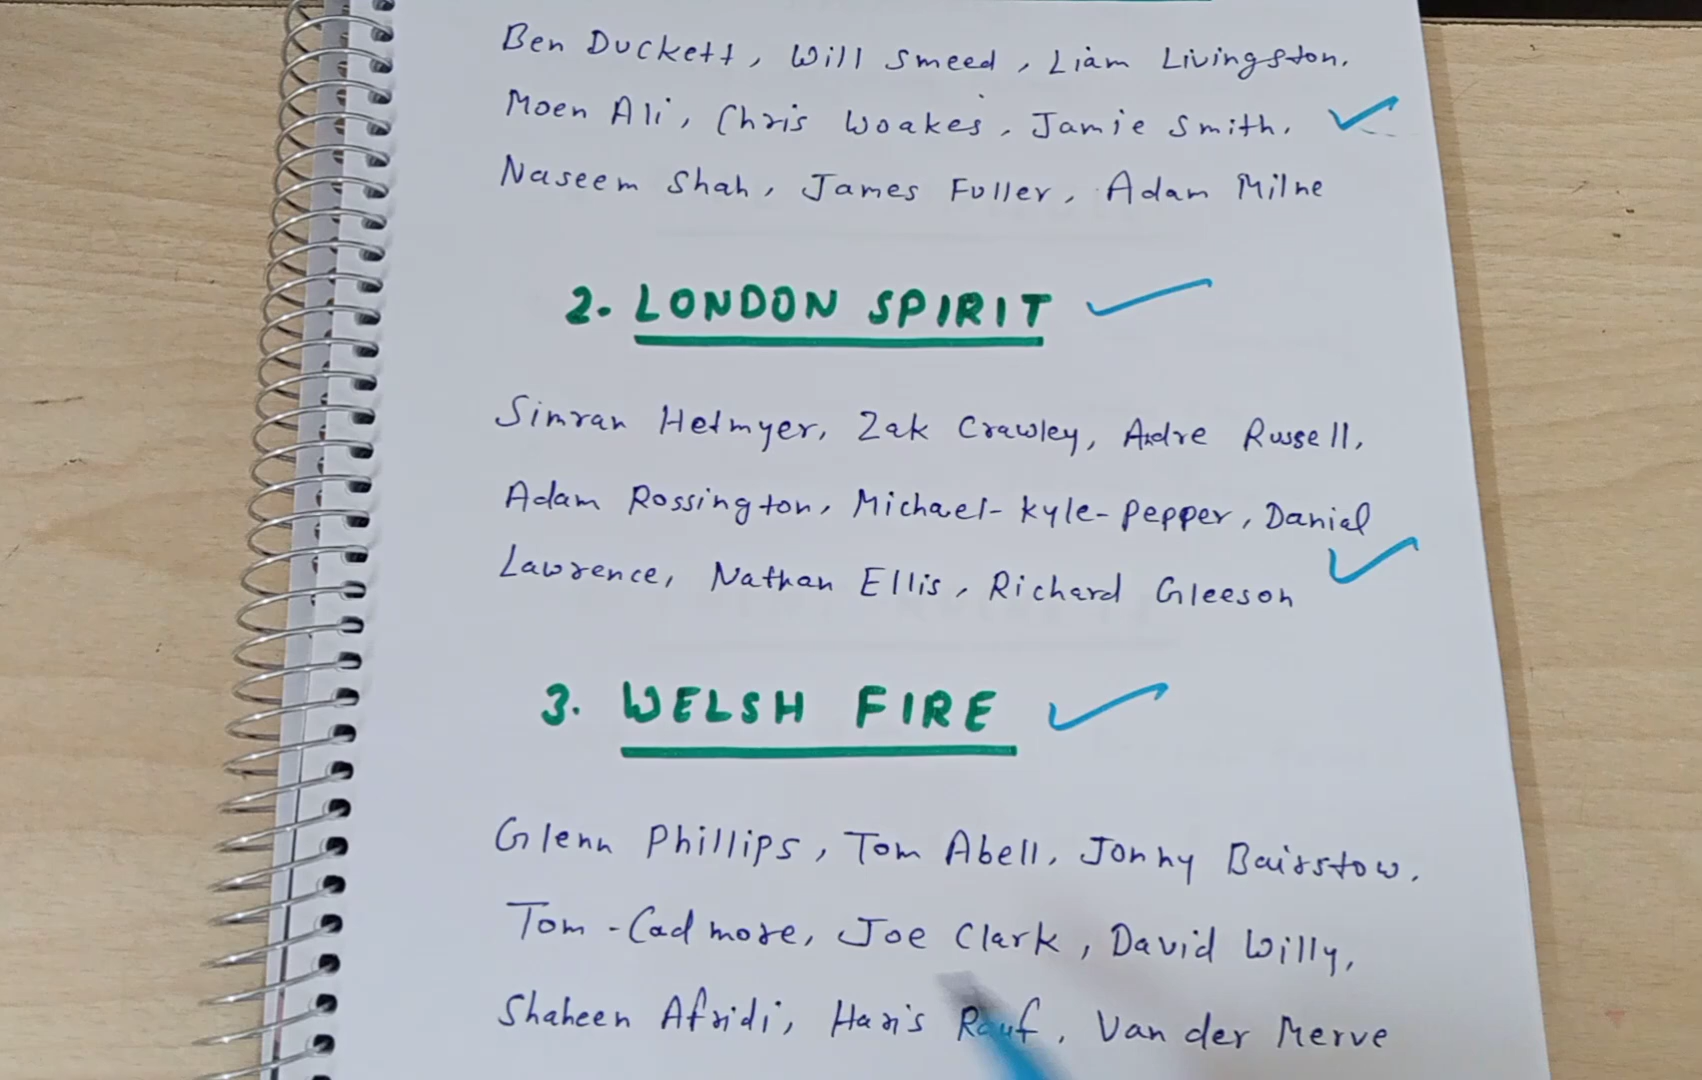 Ben Duckett, Will Smeed, Liam Livingston.
Moen Ali, Chris Woakes, Jamie Smith.
Naseem Shah, James Fuller, Adam Milne
2. LONDON SPIRIT
Simran Hetmyer, Zak Crawley, Andre Russell,
Adam Rossington, Michael-Kyle-Pepper, Danial
Lawrence, Nathan Ellis, Richard Gleeson
3. WELSH FIRE
Glenn Phillips, Tom Abell, Jonny Bairstow.
Tom-Cadmore, Joe Clark, David Willy,
Shaheen Afridi, Haris Rauf, Van der Merve